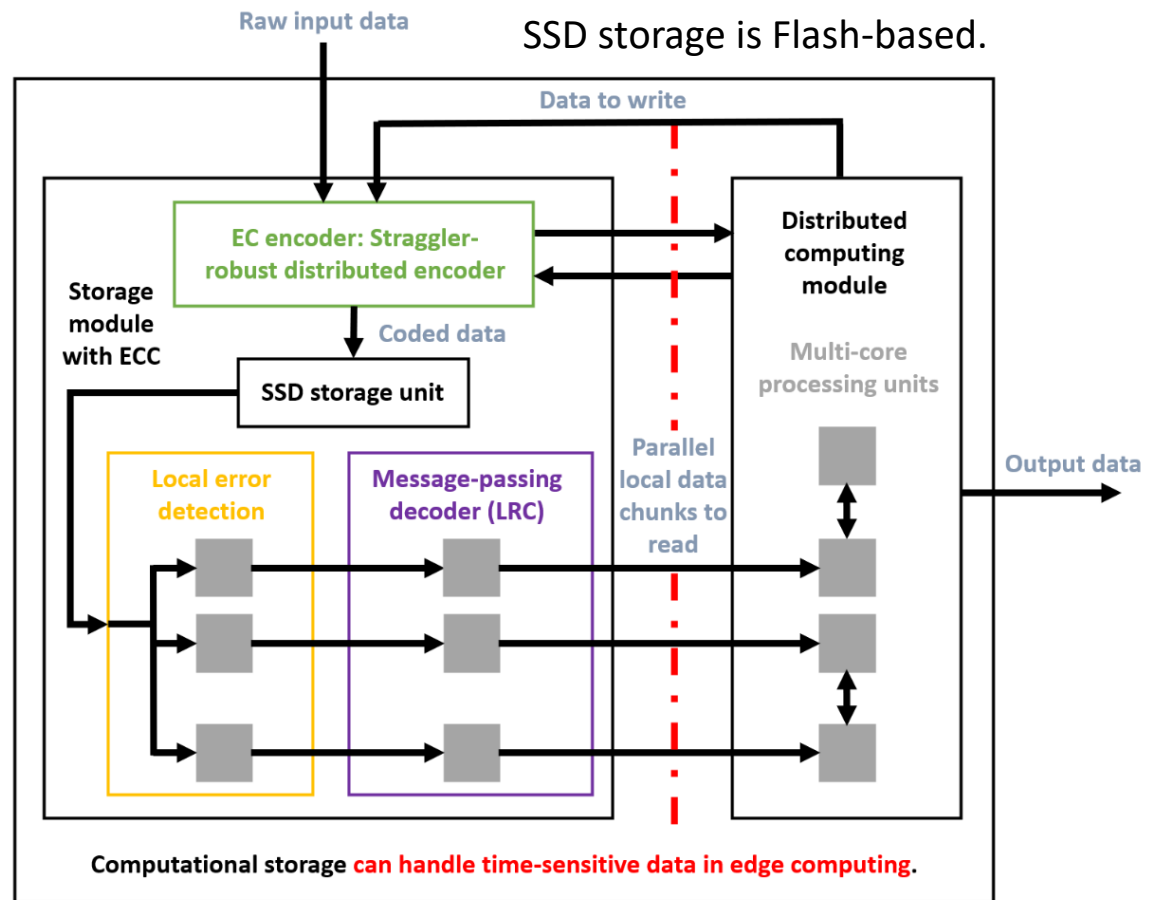 Raw input data
SSD storage is Flash-based.
Data to write
EC encoder: Straggler-
robust distributed encoder
Distributed
computing
module
Storage
module
with ECC
Coded data
SSD storage unit
Multi-core
processing units
Local error
detection
Message-passing
decoder (LRC)
Parallel
local data
chunks to
read
Output data
Computational storage can handle time-sensitive data in edge computing.